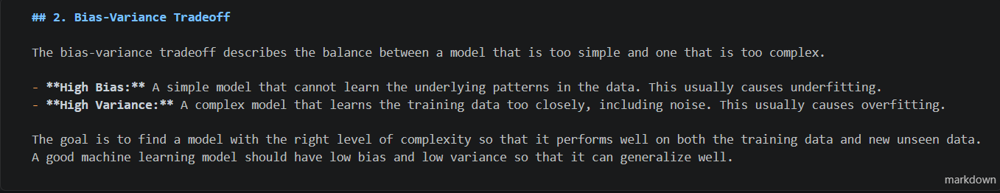 ## 2. Bias-Variance Tradeoff
The bias-variance tradeoff describes the balance between a model that is too simple and one that is too complex.
- **High Bias:** A simple model that cannot learn the underlying patterns in the data. This usually causes underfitting.
- **High Variance:** A complex model that learns the training data too closely, including noise. This usually causes overfitting.
The goal is to find a model with the right level of complexity so that it performs well on both the training data and new unseen data.
A good machine learning model should have low bias and low variance so that it can generalize well.
markdown